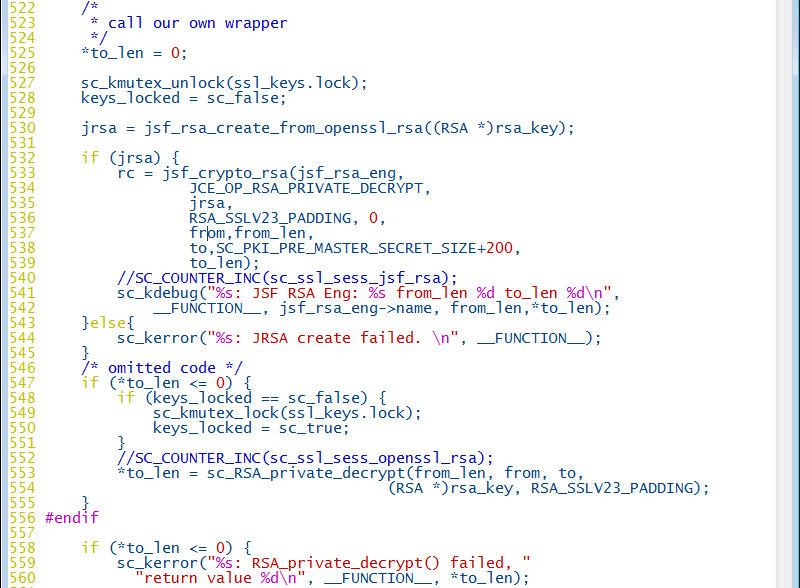 522     /*
523      * call our own wrapper
524      */
525     *to_len = 0;
526
527     sc_kmutex_unlock(ssl_keys.lock);
528     keys_locked = sc_false;
529
530     jrsa = jsf_rsa_create_from_openssl_rsa((RSA *)rsa_key);
531
532     if (jrsa) {
533         rc = jsf_crypto_rsa(jsf_rsa_eng,
534                 JCE_OP_RSA_PRIVATE_DECRYPT,
535                 jrsa,
536                 RSA_SSLV23_PADDING, 0,
537                 from,from_len,
538                 to,SC_PKI_PRE_MASTER_SECRET_SIZE+200,
539                 to_len);
540         //SC_COUNTER_INC(sc_ssl_sess_jsf_rsa);
541         sc_kdebug("%s: JSF RSA Eng: %s from_len %d to_len %d\n",
542             __FUNCTION__, jsf_rsa_eng->name, from_len,*to_len);
543     }else{
544         sc_kerror("%s: JRSA create failed. \n", __FUNCTION__);
545     }
546     /* omitted code */
547     if (*to_len <= 0) {
548         if (keys_locked == sc_false) {
549             sc_kmutex_lock(ssl_keys.lock);
550             keys_locked = sc_true;
551         }
552         //SC_COUNTER_INC(sc_ssl_sess_openssl_rsa);
553         *to_len = sc_RSA_private_decrypt(from_len, from, to,
554                                       (RSA *)rsa_key, RSA_SSLV23_PADDING);
555     }
556 #endif
557
558     if (*to_len <= 0) {
559         sc_kerror("%s: RSA_private_decrypt() failed, "
560           "return value %d\n", __FUNCTION__, *to_len);